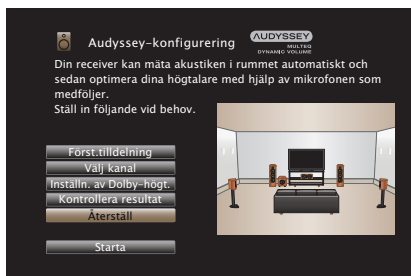 Audyssey-konfigurering
AUDYSSEY
MULTEQ
DYNAMIC VOLUME
Din receiver kan mäta akustiken i rummet automatiskt och
sedan optimera dina högtalare med hjälp av mikrofonen som
medföljer.
Ställ in följande vid behov.
Först.tilldelning
Välj kanal
Inställn. av Dolby-högt.
Kontrollera resultat
Återställ
Starta